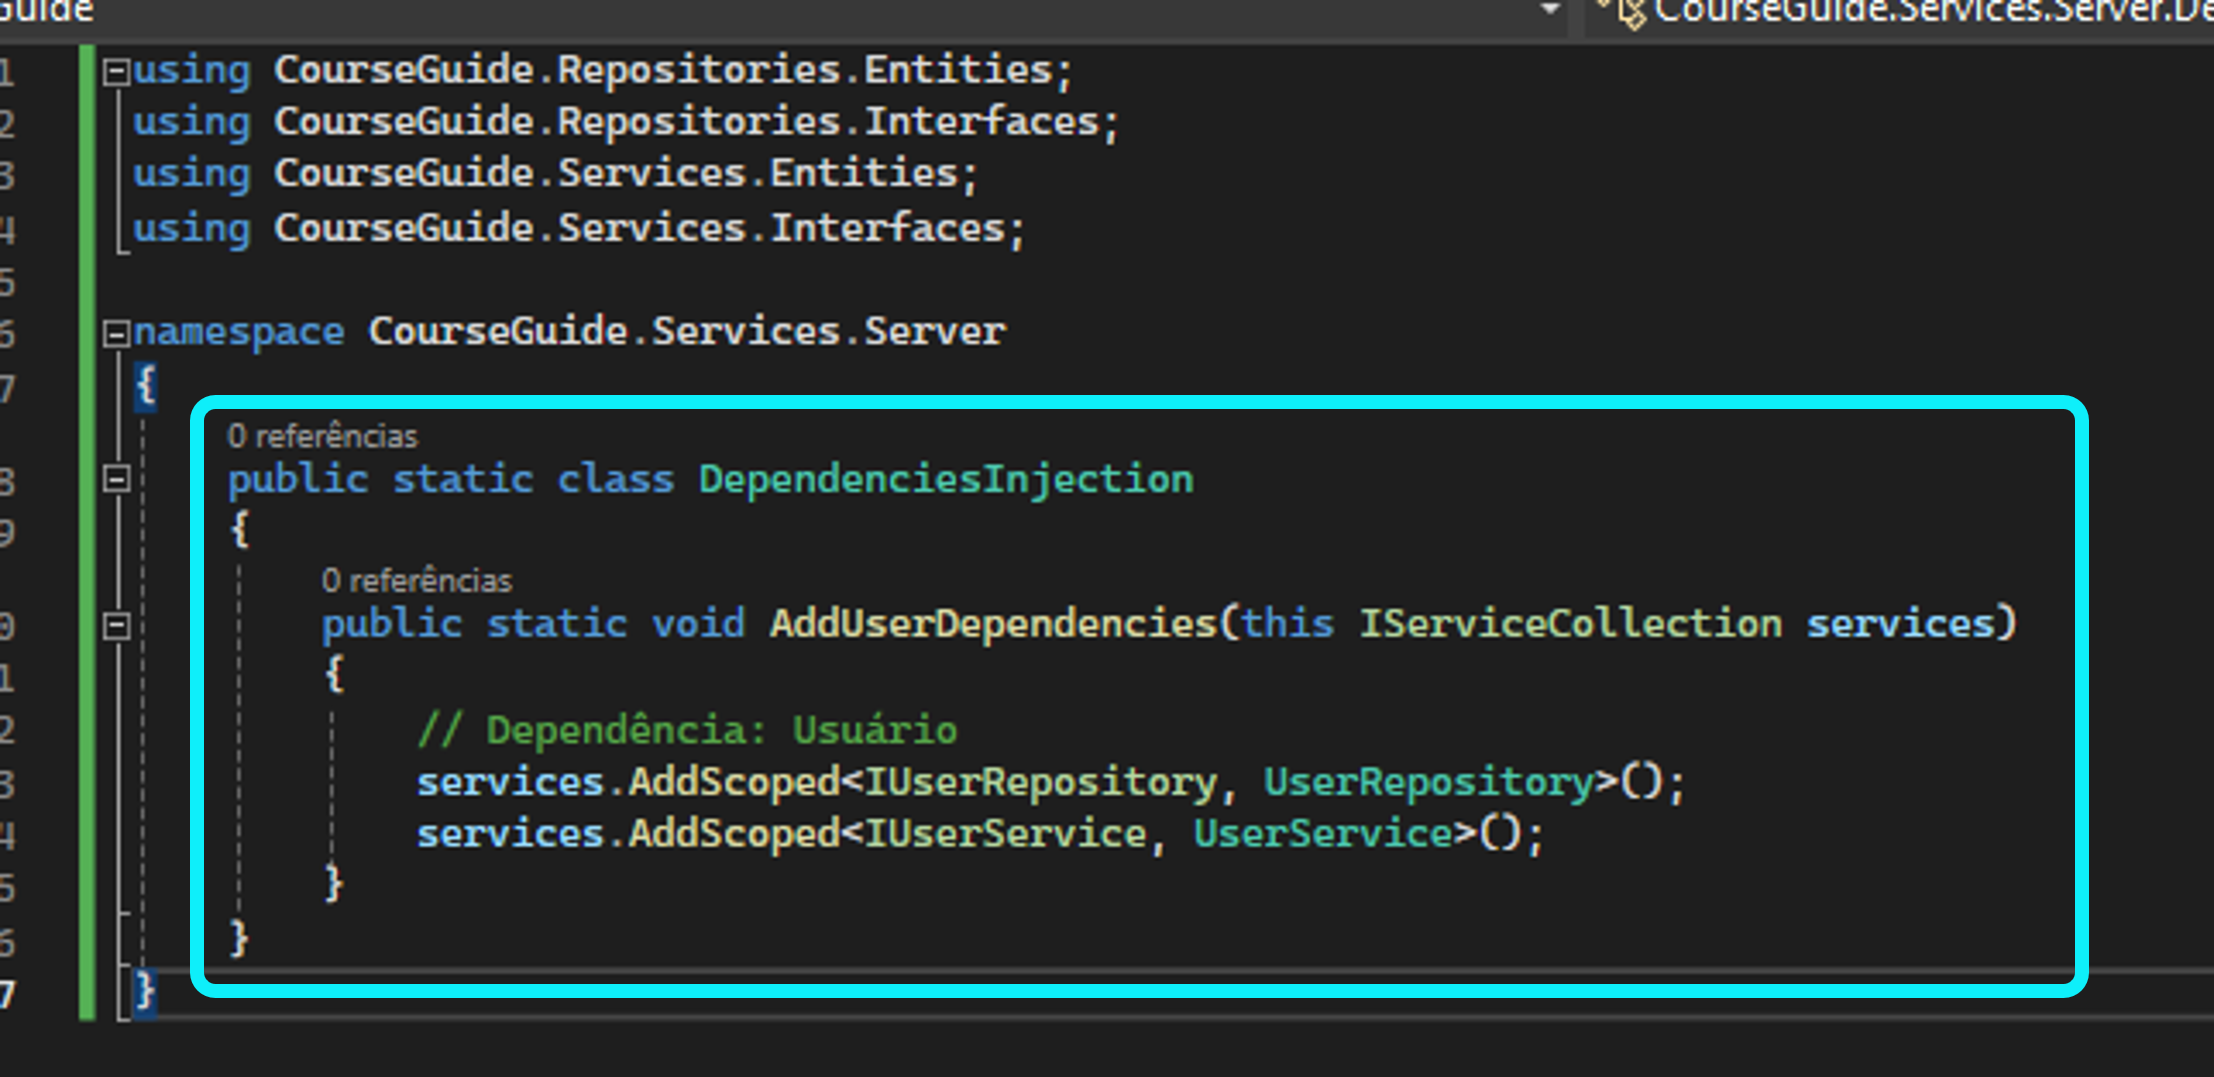 Guide CourseGuide.Services.Server.De
1 using CourseGuide.Repositories.Entities;
2 using CourseGuide.Repositories.Interfaces;
3 using CourseGuide.Services.Entities;
4 using CourseGuide.Services.Interfaces;
5
6 namespace CourseGuide.Services.Server
7 {
0 referências
8 public static class DependenciesInjection
9 {
0 referências
0 public static void AddUserDependencies(this IServiceCollection services)
1 {
2 // Dependência: Usuário
3 services.AddScoped<IUserRepository, UserRepository>();
4 services.AddScoped<IUserService, UserService>();
5 }
6 }
7 }